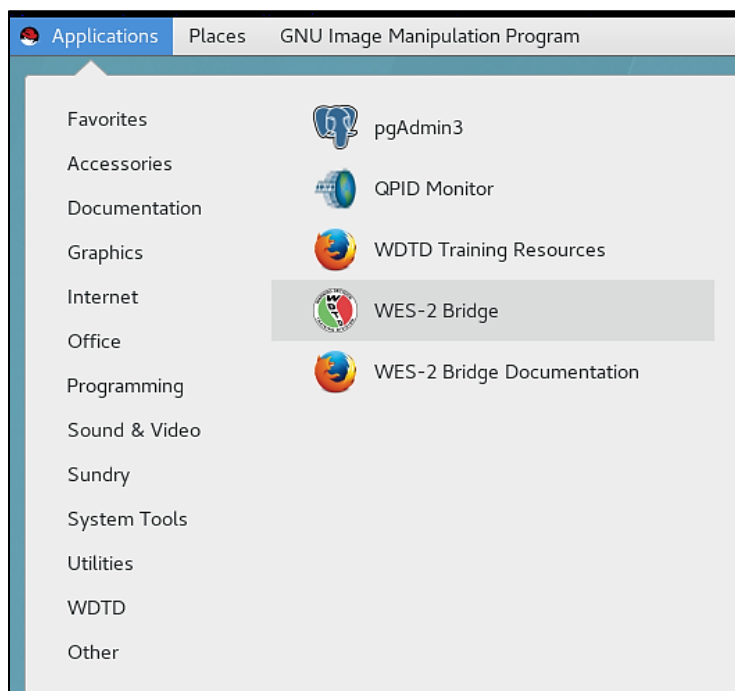 Applications Places GNU Image Manipulation Program
Favorites
Accessories
Documentation
Graphics
Internet
Office
Programming
Sound & Video
Sundry
System Tools
Utilities
WDTD
Other
pgAdmin3
QPID Monitor
WDTD Training Resources
WES-2 Bridge
WES-2 Bridge Documentation